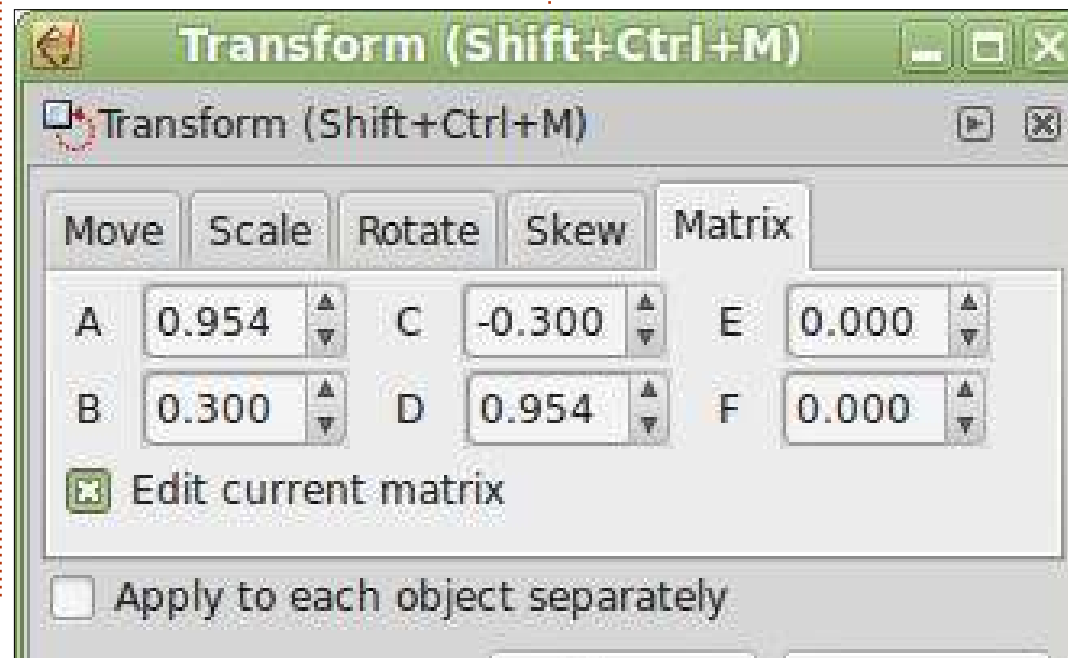 Transform (Shift+Ctrl+M)
Transform (Shift+Ctrl+M)
Move Scale Rotate Skew Matrix
A 0.954 C -0.300 E 0.000
B 0.300 D 0.954 F 0.000
Edit current matrix
Apply to each object separately